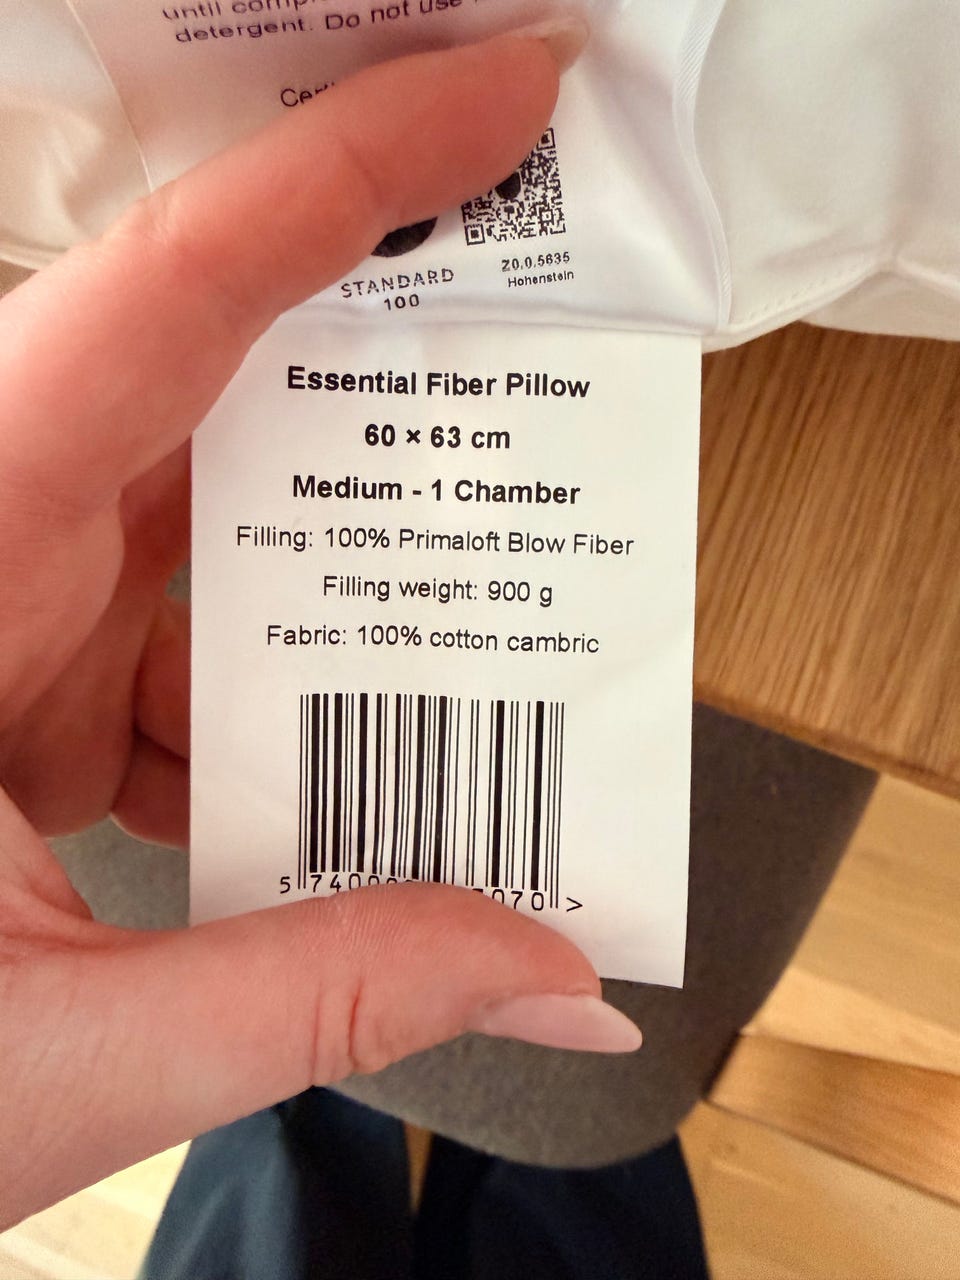 until
detergent. Do not use
STANDARD
100
Z0.0.5635
Hohenstein
Essential Fiber Pillow
60 × 63 cm
Medium - 1 Chamber
Filling: 100% Primaloft Blow Fiber
Filling weight: 900 g
Fabric: 100% cotton cambric